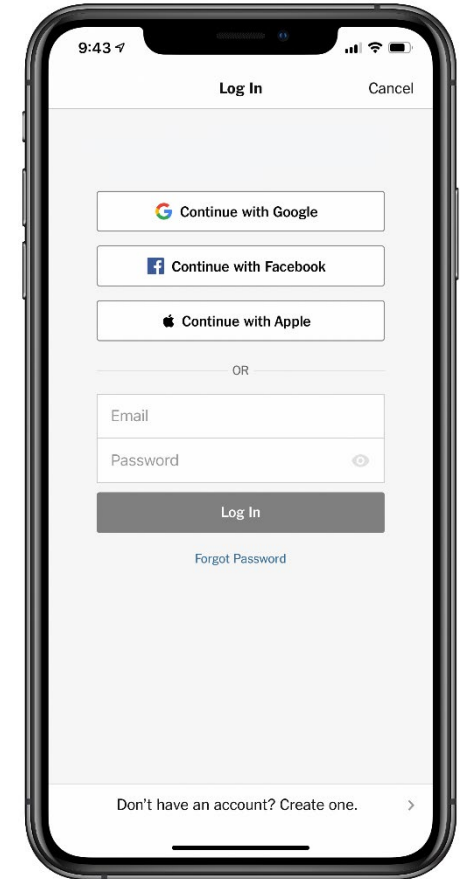 9:43
Log In Cancel
Continue with Google
Continue with Facebook
Continue with Apple
OR
Email
Password
Log In
Forgot Password
Don't have an account? Create one.